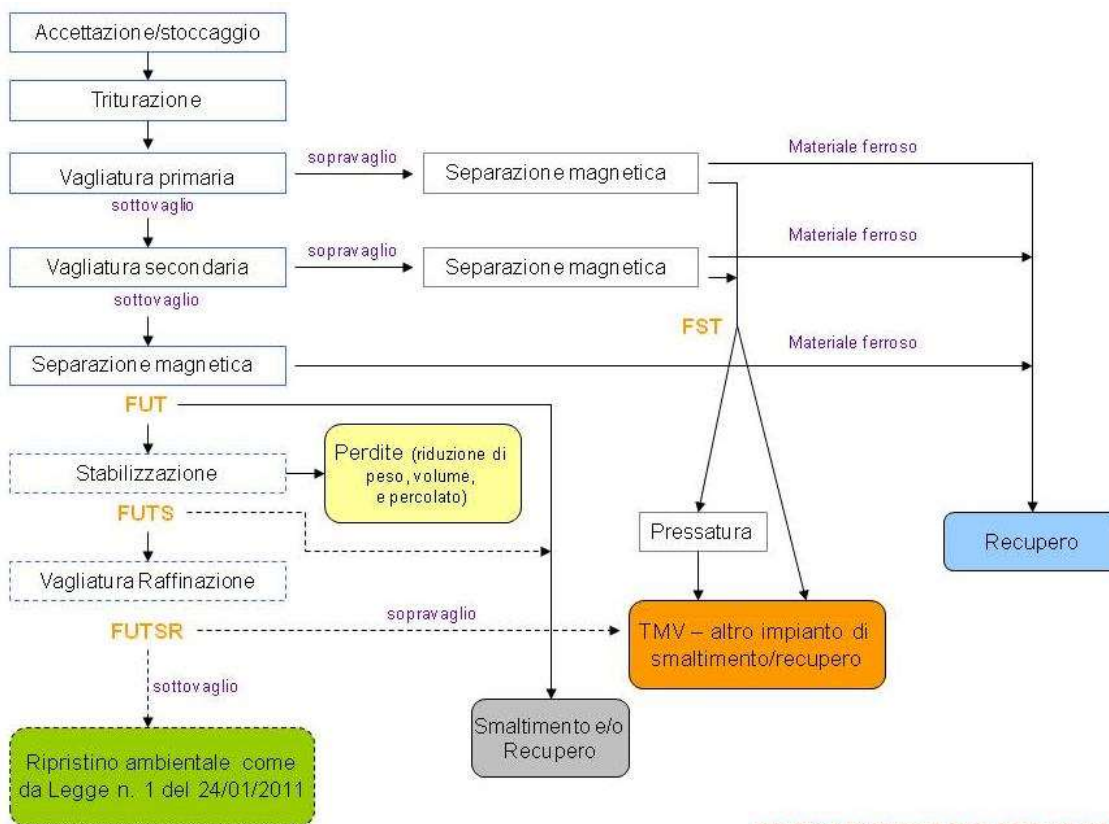 Accettazione/stoccaggio
Triturazione
Vagliatura primaria
sopravaglio
Separazione magnetica
Materiale ferroso
sottovaglio
Vagliatura secondaria
sopravaglio
Separazione magnetica
Materiale ferroso
sottovaglio
FST
Separazione magnetica
Materiale ferroso
FUT
Stabilizzazione
Perdite (riduzione di
peso, volume,
e percolato)
FUTS
Pressatura
Recupero
Vagliatura Raffinazione
FUTSR
sopravaglio
TMV – altro impianto di
smaltimento/recupero
sottovaglio
Smaltimento e/o
Recupero
Ripristino ambientale come
da Legge n. 1 del 24/01/2011